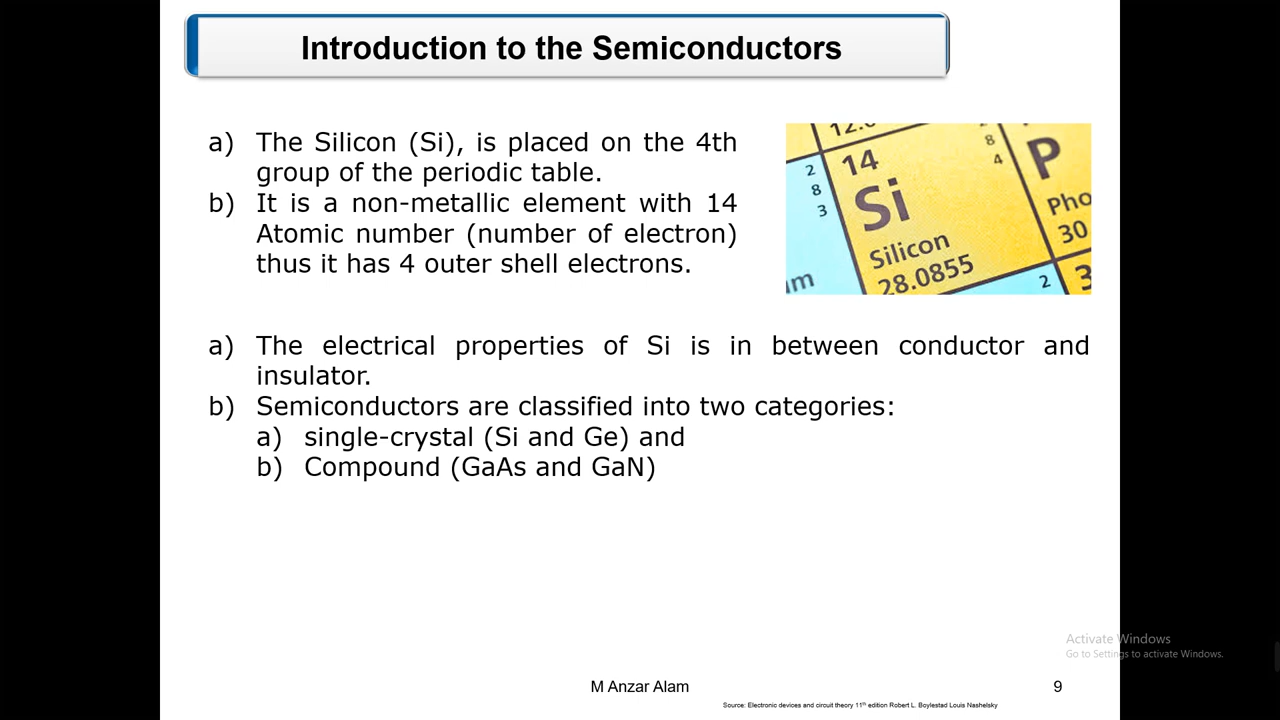 Introduction to the Semiconductors
a) The Silicon (Si), is placed on the 4th
group of the periodic table.
b) It is a non-metallic element with 14
Atomic number (number of electron)
thus it has 4 outer shell electrons.
2
8
3
14
Si
Silicon
28.0855
8
4
P
Pho
30
2
3
m
a) The electrical properties of Si is in between conductor and
insulator.
b) Semiconductors are classified into two categories:
a) single-crystal (Si and Ge) and
b) Compound (GaAs and GaN)
Activate Windows
Go to Settings to activate Windows.
M Anzar Alam
9
Source: Electronic devices and circuit theory 11th edition Robert L. Boylestad Louis Nashelsky